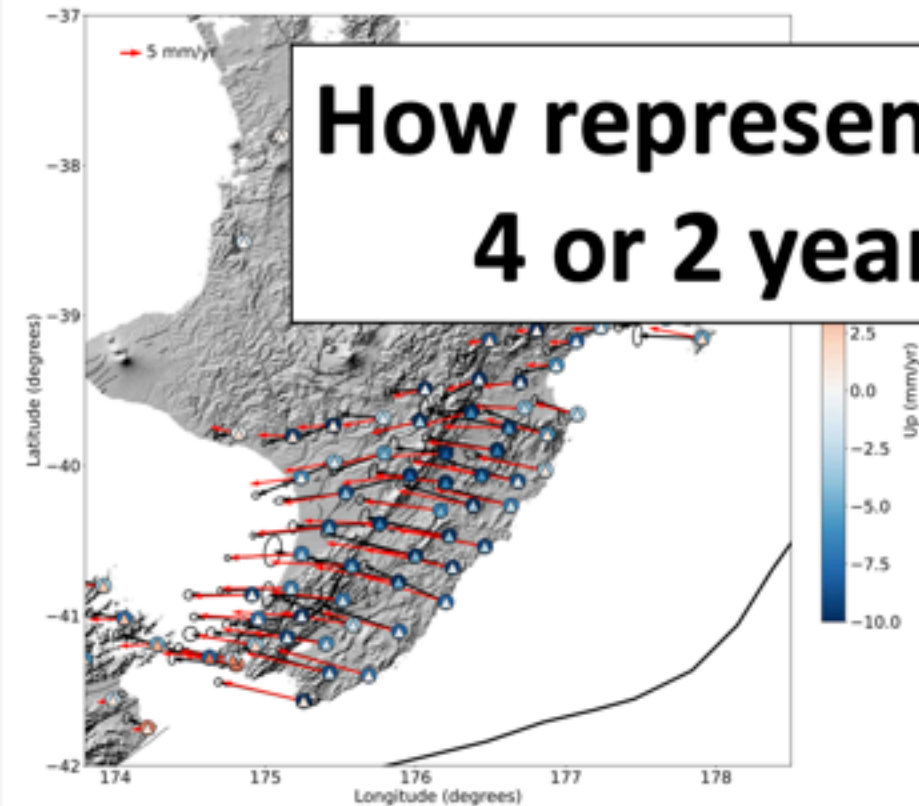 −37
5 mm/yr
How represen
4 or 2 year
−38
−39
−40
−41
−42
Latitude (degrees)
174
175
176
177
178
Longitude (degrees)
2.5
0.0
−2.5
−5.0
−7.5
−10.0
Up (mm/yr)